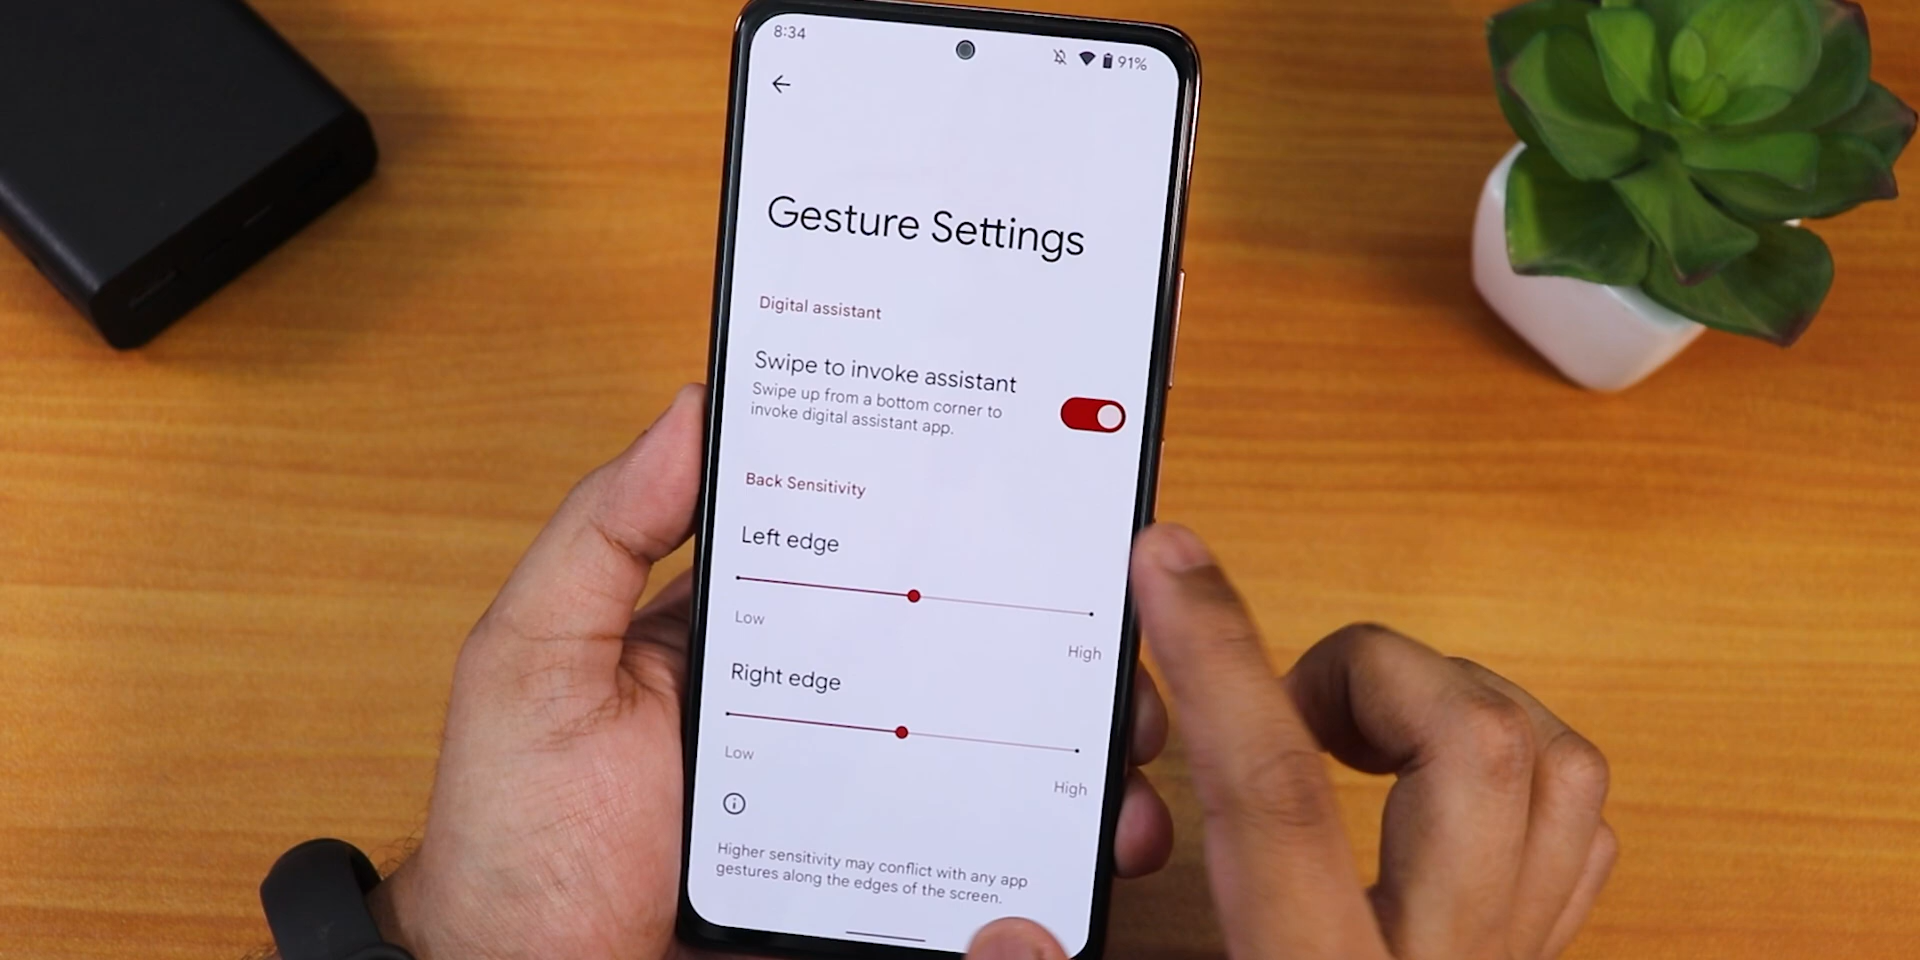 8:34
91%
Gesture Settings
Digital assistant
Swipe to invoke assistant
Swipe up from a bottom corner to
invoke digital assistant app.
Back Sensitivity
Left edge
Low
High
Right edge
Low
High
Higher sensitivity may conflict with any app
gestures along the edges of the screen.